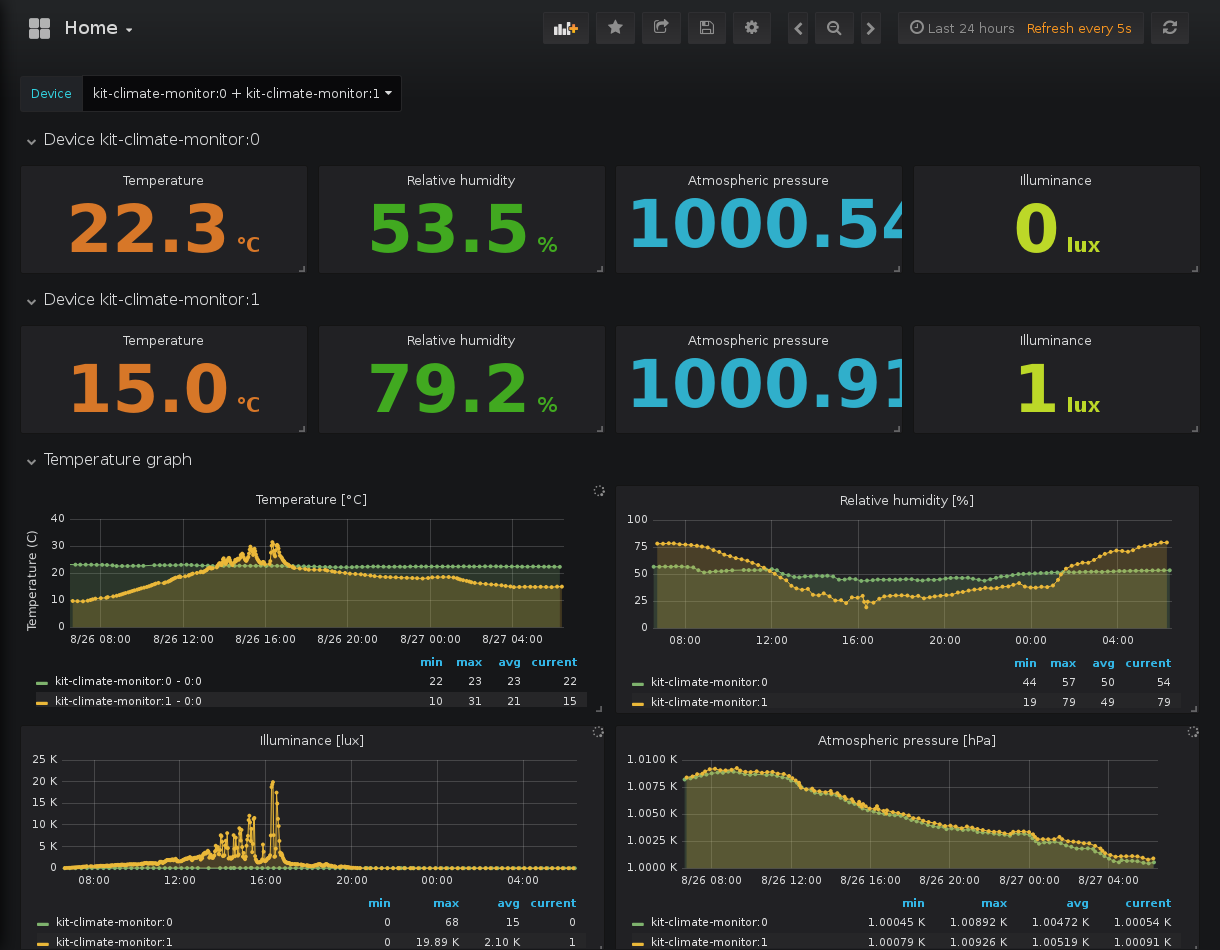 Home
Last 24 hours Refresh every 5s
Device kit-climate-monitor:0 + kit-climate-monitor:1
Device kit-climate-monitor:0
Temperature Relative humidity Atmospheric pressure Illuminance
22.3 °C 53.5 % 1000.54 0 lux
Device kit-climate-monitor:1
Temperature Relative humidity Atmospheric pressure Illuminance
15.0 °C 79.2 % 1000.91 1 lux
Temperature graph
Temperature [°C]
Temperature (C)
40
30
20
10
0
8/26 08:00 8/26 12:00 8/26 16:00 8/26 20:00 8/27 00:00 8/27 04:00
min max avg current
kit-climate-monitor:0 - 0:0 22 23 23 22
kit-climate-monitor:1 - 0:0 10 31 21 15
Relative humidity [%]
100
75
50
25
0
08:00 12:00 16:00 20:00 00:00 04:00
min max avg current
kit-climate-monitor:0 44 57 50 54
kit-climate-monitor:1 19 79 49 79
Illuminance [lux]
25 K
20 K
15 K
10 K
5 K
0
08:00 12:00 16:00 20:00 00:00 04:00
min max avg current
kit-climate-monitor:0 0 68 15 0
kit-climate-monitor:1 0 19.89 K 2.10 K 1
Atmospheric pressure [hPa]
1.0100 K
1.0075 K
1.0050 K
1.0025 K
1.0000 K
8/26 08:00 8/26 12:00 8/26 16:00 8/26 20:00 8/27 00:00 8/27 04:00
min max avg current
kit-climate-monitor:0 1.00045 K 1.00892 K 1.00472 K 1.00054 K
kit-climate-monitor:1 1.00079 K 1.00926 K 1.00519 K 1.00091 K